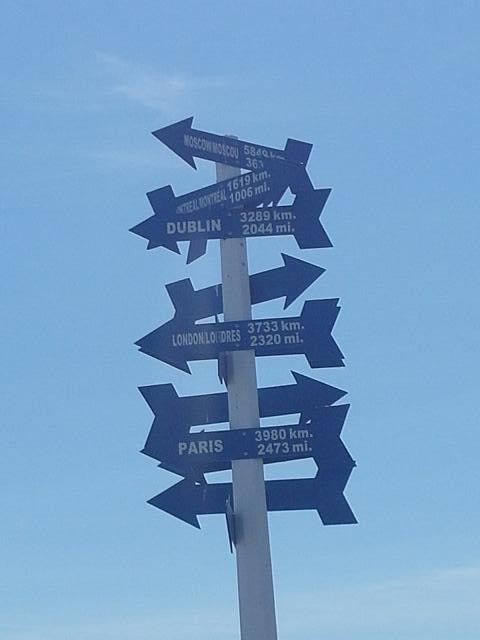 MOSCOW/MOSCOU
MONTREAL/MONTRÉAL 1619 km.
1006 mi.
DUBLIN 3289 km.
2044 mi.
LONDON/LONDRES 3733 km.
2320 mi.
PARIS 3980 km.
2473 mi.